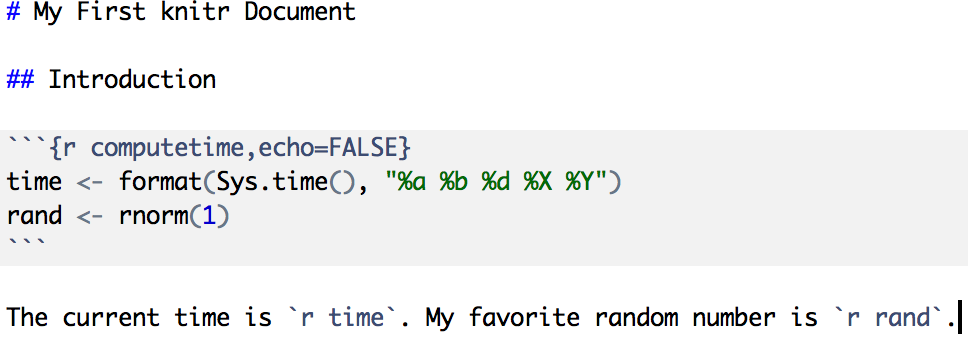 # My First knitr Document
## Introduction
```{r computetime,echo=FALSE}
time <- format(Sys.time(), "%a %b %d %X %Y")
rand <- rnorm(1)
```
The current time is `r time`. My favorite random number is `r rand`.